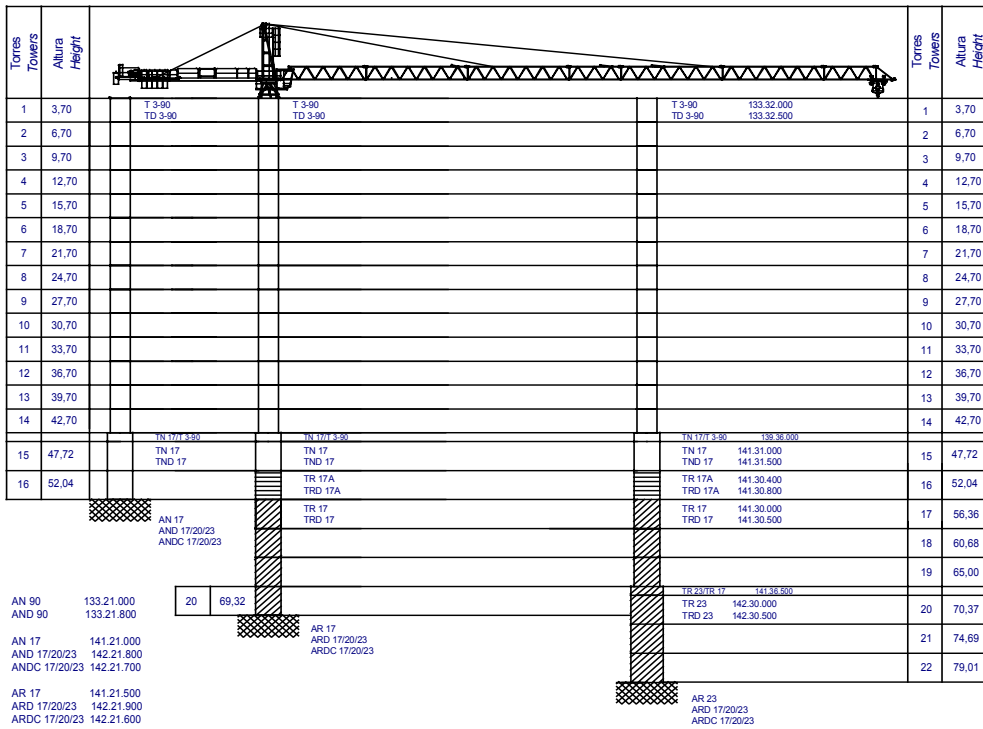 Torres Towers Altura Height Torres Towers Altura Height
1 3,70 T 3-90 T 3-90 T 3-90 133.32.000 1 3,70
TD 3-90 TD 3-90 TD 3-90 133.32.500
2 6,70 2 6,70
3 9,70 3 9,70
4 12,70 4 12,70
5 15,70 5 15,70
6 18,70 6 18,70
7 21,70 7 21,70
8 24,70 8 24,70
9 27,70 9 27,70
10 30,70 10 30,70
11 33,70 11 33,70
12 36,70 12 36,70
13 39,70 13 39,70
14 42,70 14 42,70
TN 17/T 3-90 TN 17/T 3-90 TN 17/T 3-90 139.36.000
15 47,72 TN 17 TN 17 TN 17 141.31.000 15 47,72
TND 17 TND 17 TND 17 141.31.500
16 52,04 TR 17A TR 17A 141.30.400 16 52,04
TRD 17A TRD 17A 141.30.800
TR 17 TR 17 141.30.000 17 56,36
TRD 17 TRD 17 141.30.500
AN 17
AND 17/20/23
ANDC 17/20/23
18 60,68
19 65,00
TR 23/TR 17 141.36.500
20 69,32 TR 23 142.30.000 20 70,37
TRD 23 142.30.500
21 74,69
22 79,01
AR 17
ARD 17/20/23
ARDC 17/20/23
AR 23
ARD 17/20/23
ARDC 17/20/23
AN 90 133.21.000
AND 90 133.21.800
AN 17 141.21.000
AND 17/20/23 142.21.800
ANDC 17/20/23 142.21.700
AR 17 141.21.500
ARD 17/20/23 142.21.900
ARDC 17/20/23 142.21.600